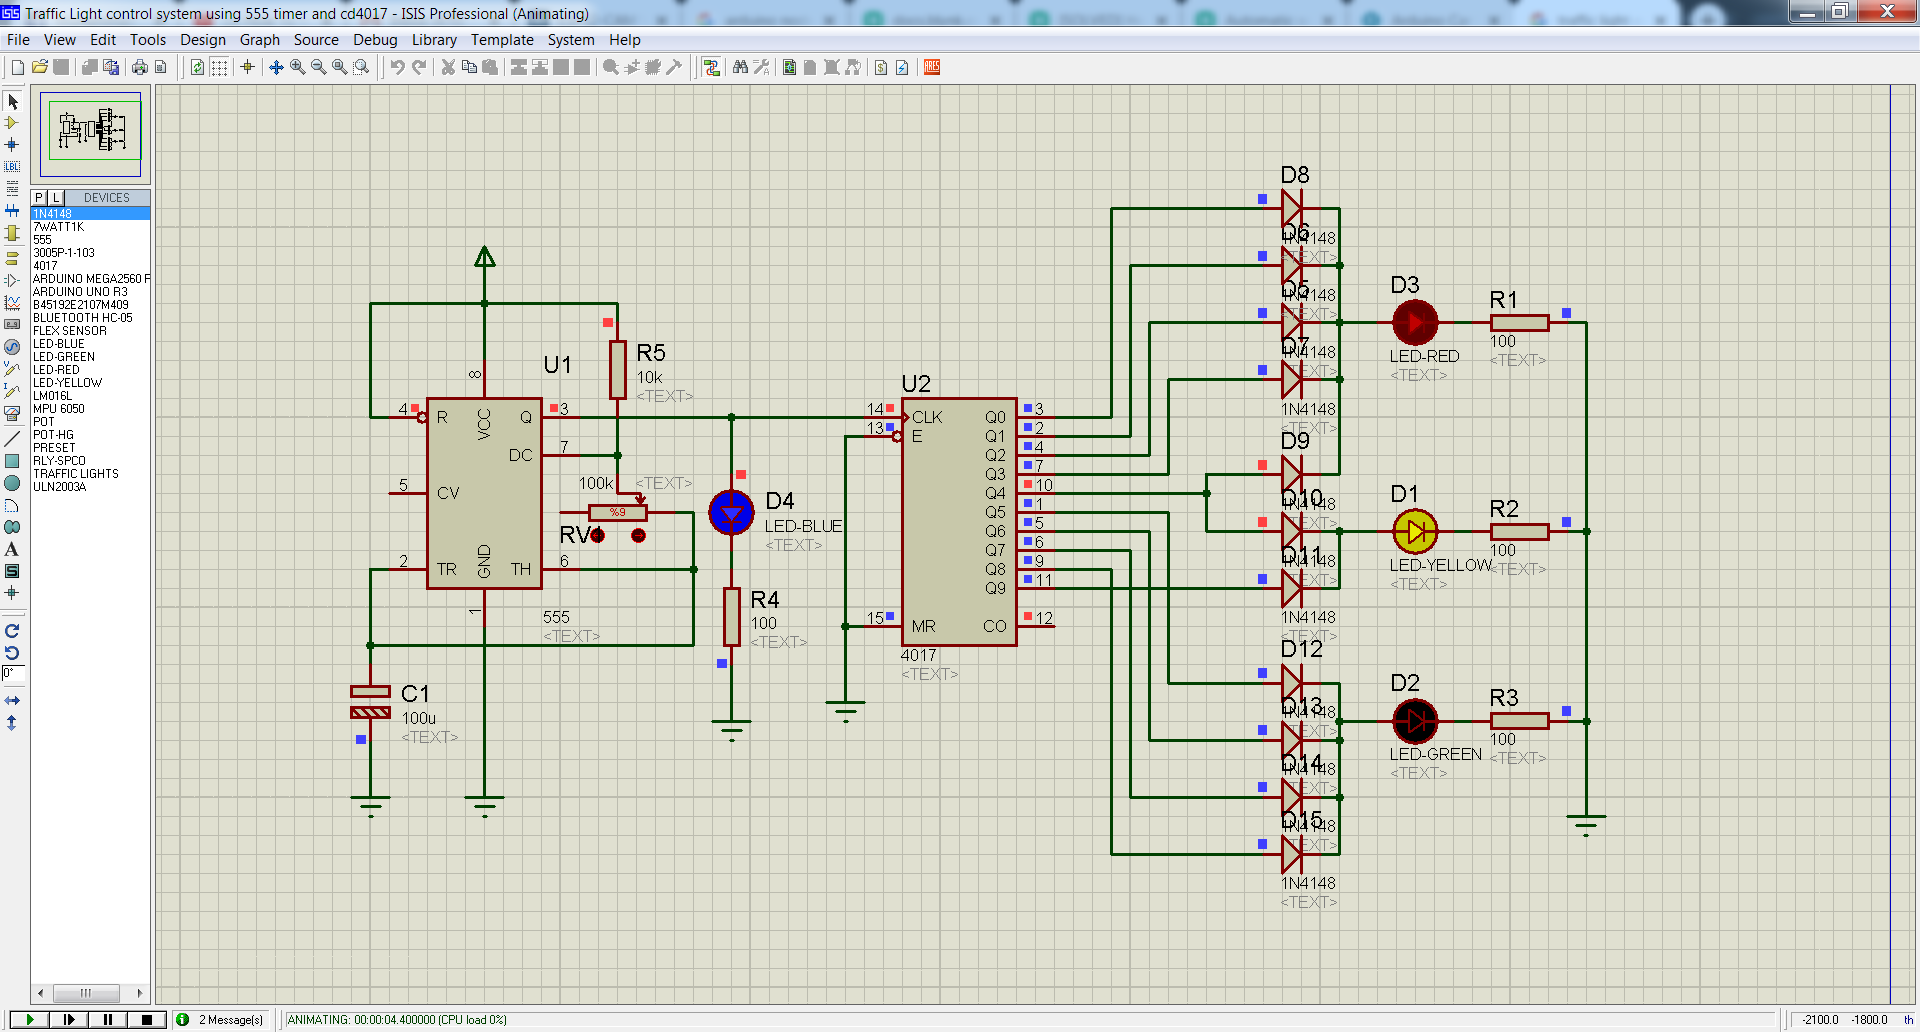 ISIS Traffic Light control system using 555 timer and cd4017 - ISIS Professional (Animating)
File View Edit Tools Design Graph Source Debug Library Template System Help
ARES
LBL
A
S
0°
P L DEVICES
1N4148
7WATT1K
555
3005P-1-103
4017
ARDUINO MEGA2560 F
ARDUINO UNO R3
B45192E2107M409
BLUETOOTH HC-05
FLEX SENSOR
LED-BLUE
LED-GREEN
LED-RED
LED-YELLOW
LM016L
MPU 6050
POT
POT-HG
PRESET
RLY-SPCO
TRAFFIC LIGHTS
ULN2003A
U1
8
4 R VCC Q 3
DC 7
5 CV
2 TR GND TH 6
1
555
<TEXT>
R5
10k
<TEXT>
100k <TEXT>
%9
RV1
C1
100u
<TEXT>
D4
LED-BLUE
<TEXT>
R4
100
<TEXT>
U2
14 CLK Q0 3
13 E Q1 2
Q2 4
Q3 7
Q4 10
Q5 1
Q6 5
Q7 6
Q8 9
Q9 11
15 MR CO 12
4017
<TEXT>
D8
D6
1N4148
<TEXT>
D5
1N4148
<TEXT>
D7
1N4148
<TEXT>
1N4148
<TEXT>
D9
D10
D11
1N4148
<TEXT>
D12
D13
1N4148
<TEXT>
D14
1N4148
<TEXT>
D15
1N4148
<TEXT>
1N4148
<TEXT>
D3
LED-RED
<TEXT>
R1
100
<TEXT>
D1
LED-YELLOW
<TEXT>
R2
100
<TEXT>
D2
LED-GREEN
<TEXT>
R3
100
<TEXT>
2 Message(s) ANIMATING: 00:00:04.400000 (CPU load 0%) -2100.0 -1800.0 th